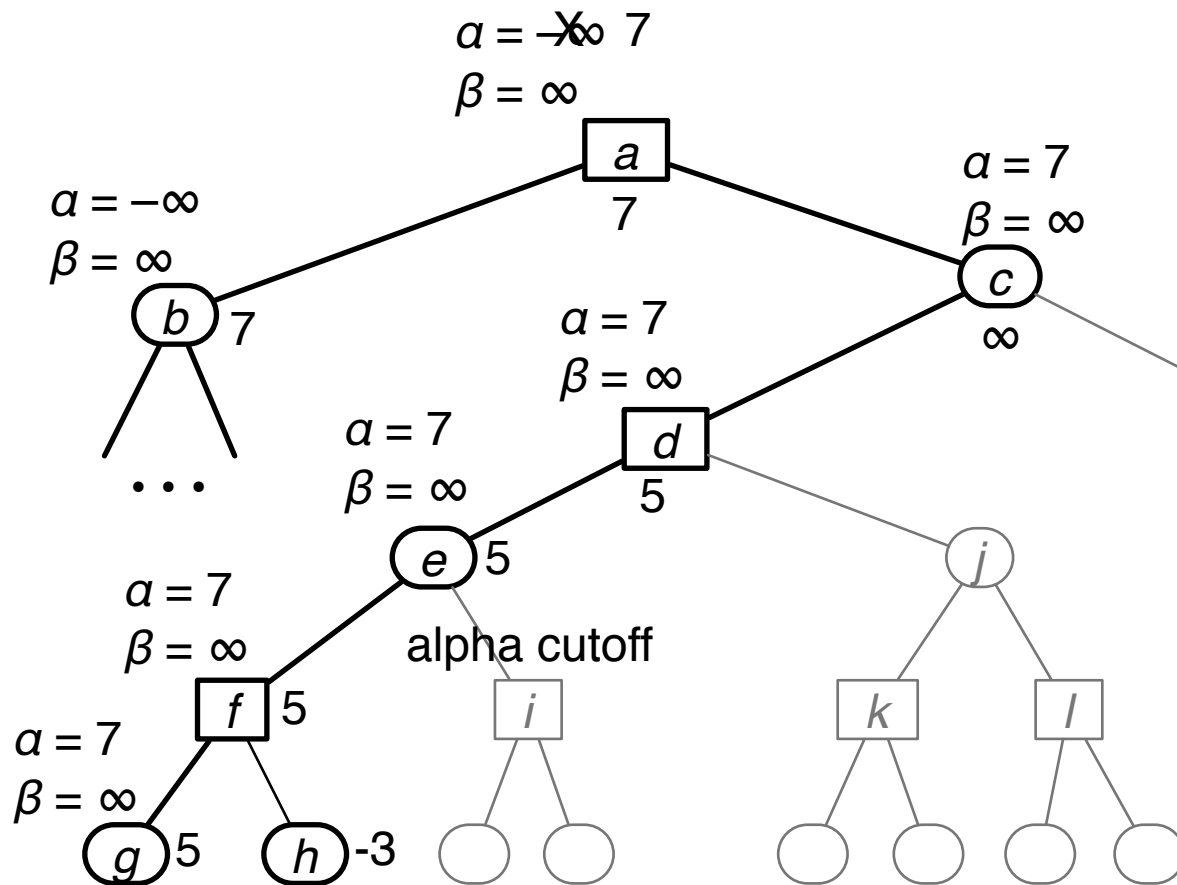 α = −∞ 7
β = ∞
a
7
α = 7
β = ∞
c
∞
α = −∞
β = ∞
b
7
...
α = 7
β = ∞
d
5
α = 7
β = ∞
e
5
alpha cutoff
j
α = 7
β = ∞
f
5
i
k
l
α = 7
β = ∞
g
5
h
-3